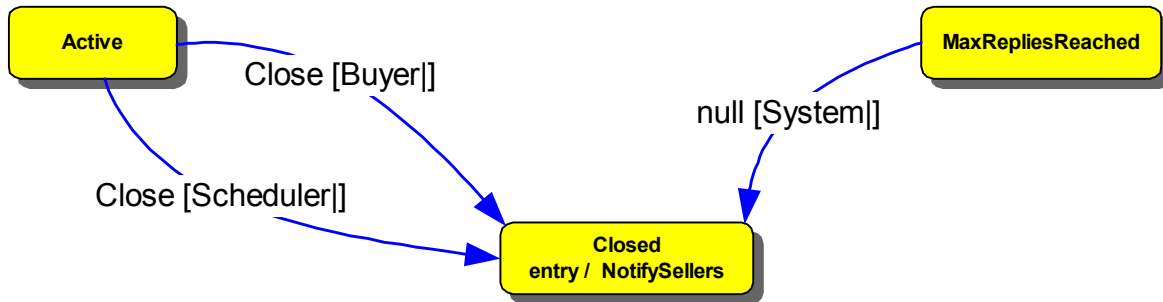 Active
MaxRepliesReached
Close [Buyer|]
null [System|]
Close [Scheduler|]
Closed
entry / NotifySellers